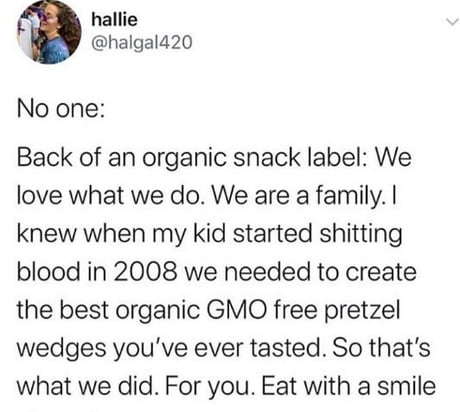 hallie
@halgal420
No one:
Back of an organic snack label: We
love what we do. We are a family. I
knew when my kid started shitting
blood in 2008 we needed to create
the best organic GMO free pretzel
wedges you've ever tasted. So that's
what we did. For you. Eat with a smile